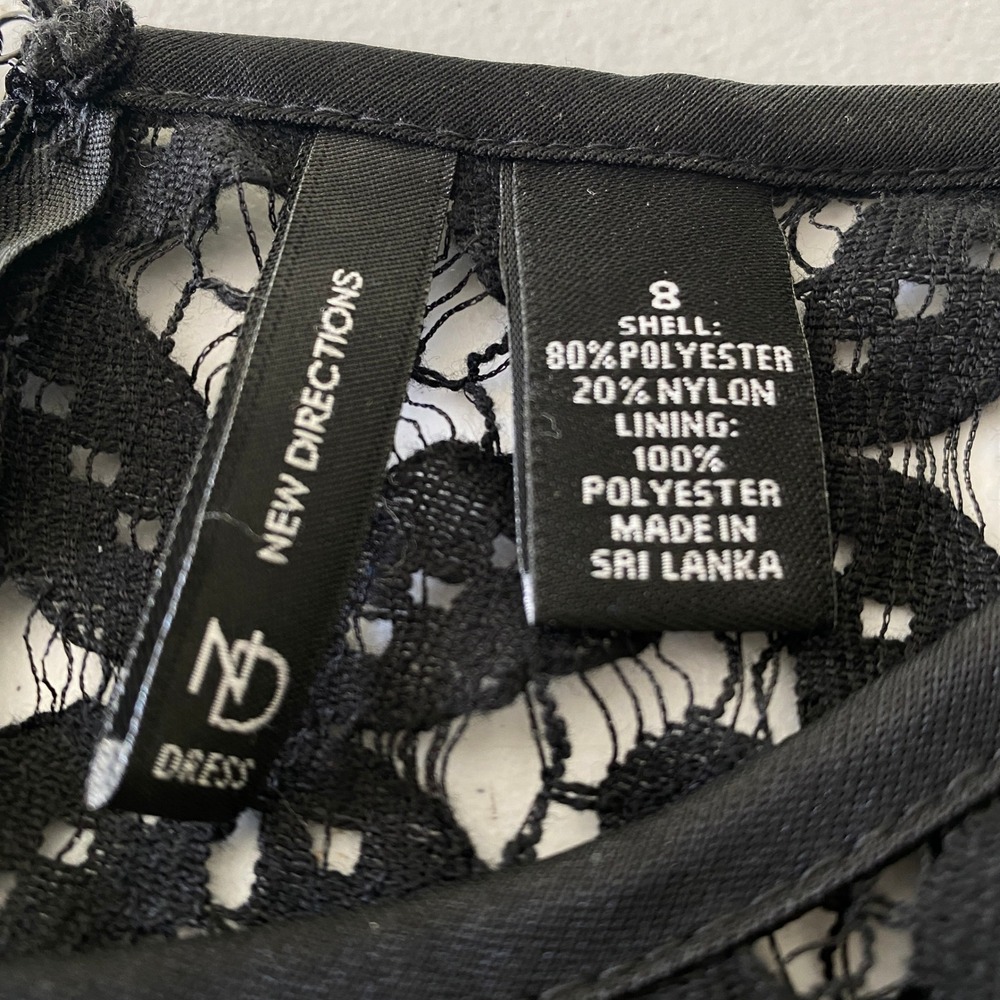 NEW DIRECTIONS
ND
DRESS
8
SHELL:
80%POLYESTER
20%NYLON
LINING:
100%
POLYESTER
MADE IN
SRI LANKA